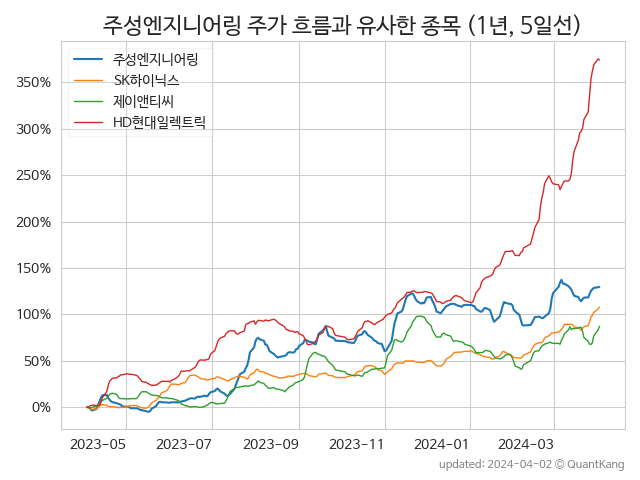 주성엔지니어링 주가 흐름과 유사한 종목 (1년, 5일선)
주성엔지니어링
SK하이닉스
제이앤티씨
HD현대일렉트릭
350%
300%
250%
200%
150%
100%
50%
0%
2023-05 2023-07 2023-09 2023-11 2024-01 2024-03
updated: 2024-04-02 © QuantKang